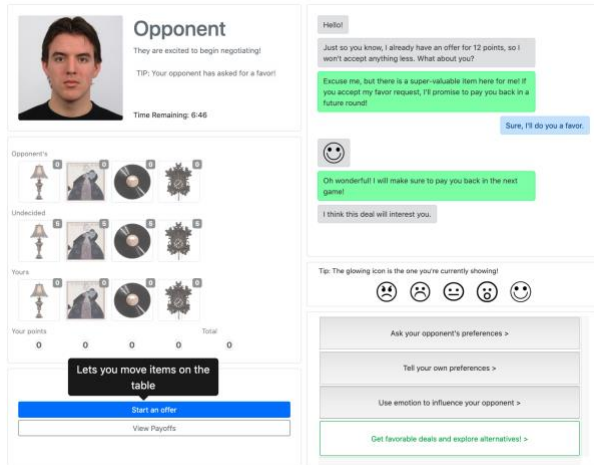 Opponent
They are excited to begin negotiating!
TIP: Your opponent has asked for a favor!
Time Remaining: 6:46
Opponent's
0 0 0 0
Undecided
5 5 5 5
Yours
0 0 0 0
Your points Total
0 0 0 0 0
Lets you move items on the
table
Start an offer
View Payoffs
Hello!
Just so you know, I already have an offer for 12 points, so I
won't accept anything less. What about you?
Excuse me, but there is a super-valuable item here for me! If
you accept my favor request, I'll promise to pay you back in a
future round!
Sure, I'll do you a favor.
Oh wonderful! I will make sure to pay you back in the next
game!
I think this deal will interest you.
Tip: The glowing icon is the one you're currently showing!
Ask your opponent's preferences >
Tell your own preferences >
Use emotion to influence your opponent >
Get favorable deals and explore alternatives! >